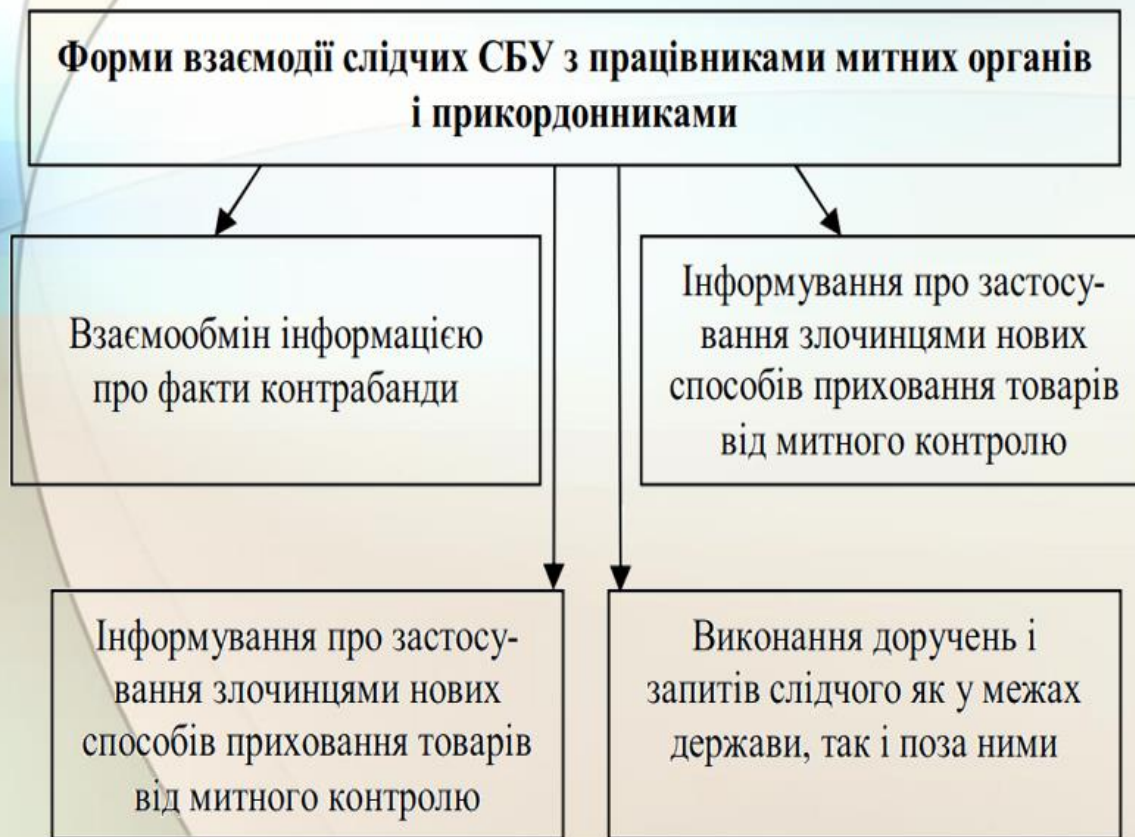 Форми взаємодії слідчих СБУ з працівниками митних органів
і прикордонниками
Взаємообмін інформацією
про факти контрабанди
Інформування про застосу-
вання злочинцями нових
способів приховання товарів
від митного контролю
Інформування про застосу-
вання злочинцями нових
способів приховання товарів
від митного контролю
Виконання доручень і
запитів слідчого як у межах
держави, так і поза ними